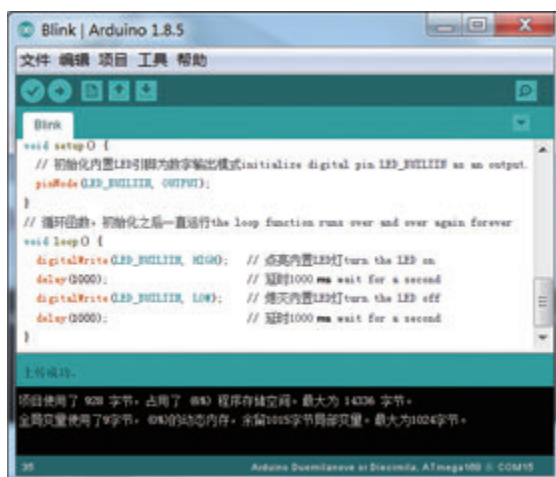 Blink | Arduino 1.8.5
文件 编辑 项目 工具 帮助
Blink
void setup() {
// 初始化内置LED引脚为数字输出模式initialize digital pin LED_BUILTIN as an output.
pinMode(LED_BUILTIN, OUTPUT);
}
// 循环函数，初始化之后一直运行the loop function runs over and over again forever
void loop() {
digitalWrite(LED_BUILTIN, HIGH); // 点亮内置LED灯turn the LED on
delay(1000); // 延时1000 ms wait for a second
digitalWrite(LED_BUILTIN, LOW); // 熄灭内置LED灯turn the LED off
delay(1000); // 延时1000 ms wait for a second
}
上传成功。
项目使用了 928 字节，占用了 (6%) 程序存储空间。最大为 14336 字节。
全局变量使用了9字节，(0%)的动态内存，余留1015字节局部变量。最大为1024字节。
35 Arduino Duemilanove or Diecimila, ATmega168 在 COM15